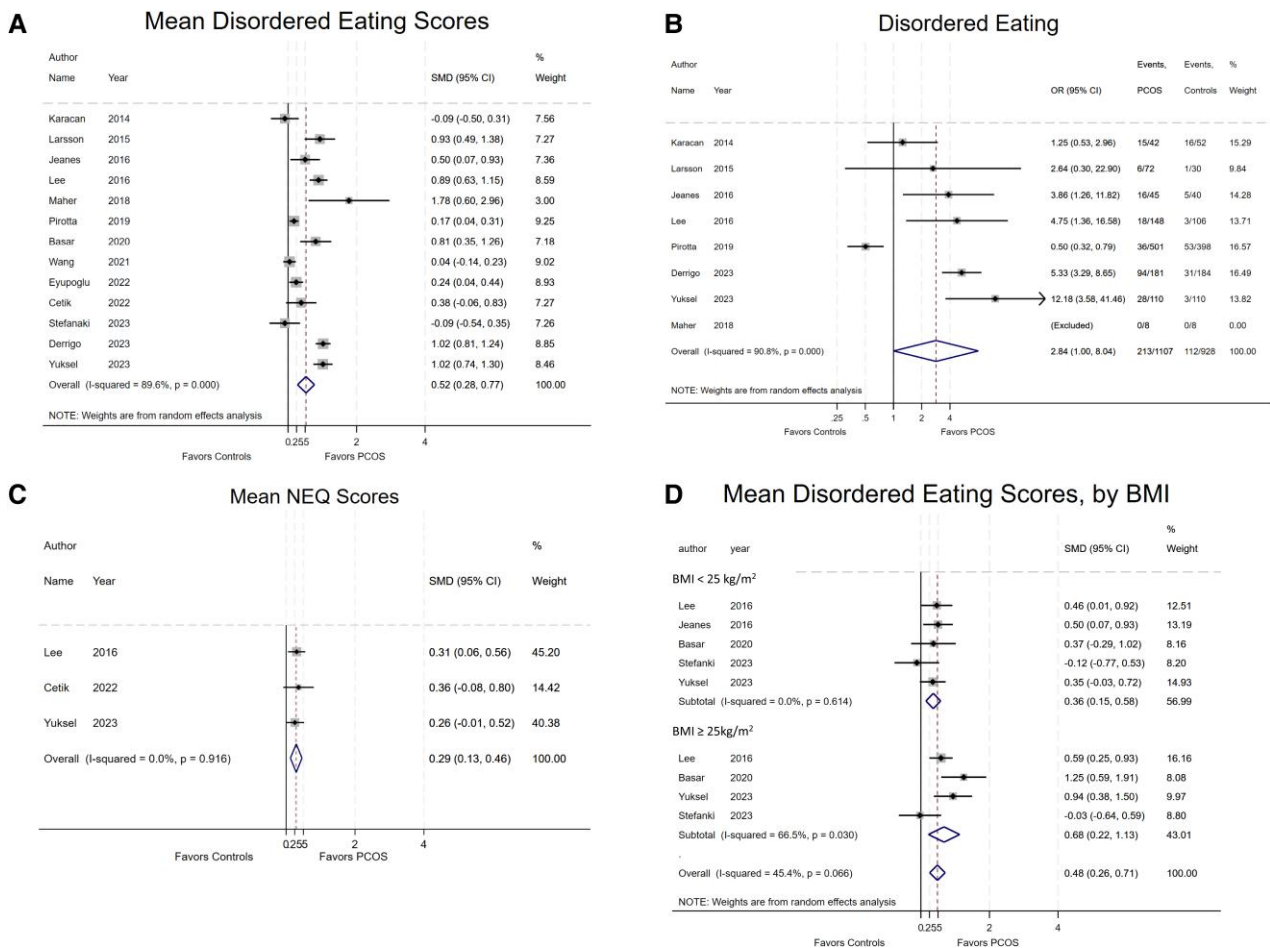 A Mean Disordered Eating Scores
Author %
Name Year SMD (95% CI) Weight
Karacan 2014 -0.09 (-0.50, 0.31) 7.56
Larsson 2015 0.93 (0.49, 1.38) 7.27
Jeanes 2016 0.50 (0.07, 0.93) 7.36
Lee 2016 0.89 (0.63, 1.15) 8.59
Maher 2018 1.78 (0.60, 2.96) 3.00
Pirotta 2019 0.17 (0.04, 0.31) 9.25
Basar 2020 0.81 (0.35, 1.26) 7.18
Wang 2021 0.04 (-0.14, 0.23) 9.02
Eyupoglu 2022 0.24 (0.04, 0.44) 8.93
Cetik 2022 0.38 (-0.06, 0.83) 7.27
Stefanaki 2023 -0.09 (-0.54, 0.35) 7.26
Derrigo 2023 1.02 (0.81, 1.24) 8.85
Yuksel 2023 1.02 (0.74, 1.30) 8.46
Overall (I-squared = 89.6%, p = 0.000) 0.52 (0.28, 0.77) 100.00
NOTE: Weights are from random effects analysis
0.255 2 4
Favors Controls Favors PCOS
B Disordered Eating
Author Events, Events, %
Name Year OR (95% CI) PCOS Controls Weight
Karacan 2014 1.25 (0.53, 2.96) 15/42 16/52 15.29
Larsson 2015 2.64 (0.30, 22.90) 6/72 1/30 9.84
Jeanes 2016 3.86 (1.26, 11.82) 16/45 5/40 14.28
Lee 2016 4.75 (1.36, 16.58) 18/148 3/106 13.71
Pirotta 2019 0.50 (0.32, 0.79) 36/501 53/398 16.57
Derrigo 2023 5.33 (3.29, 8.65) 94/181 31/184 16.49
Yuksel 2023 12.18 (3.58, 41.46) 28/110 3/110 13.82
Maher 2018 (Excluded) 0/8 0/8 0.00
Overall (I-squared = 90.8%, p = 0.000) 2.84 (1.00, 8.04) 213/1107 112/928 100.00
NOTE: Weights are from random effects analysis
.25 .5 1 2 4
Favors Controls Favors PCOS
C Mean NEQ Scores
Author %
Name Year SMD (95% CI) Weight
Lee 2016 0.31 (0.06, 0.56) 45.20
Cetik 2022 0.36 (-0.08, 0.80) 14.42
Yuksel 2023 0.26 (-0.01, 0.52) 40.38
Overall (I-squared = 0.0%, p = 0.916) 0.29 (0.13, 0.46) 100.00
0.255 2 4
Favors Controls Favors PCOS
D Mean Disordered Eating Scores, by BMI
%
author year SMD (95% CI) Weight
BMI < 25 kg/m²
Lee 2016 0.46 (0.01, 0.92) 12.51
Jeanes 2016 0.50 (0.07, 0.93) 13.19
Basar 2020 0.37 (-0.29, 1.02) 8.16
Stefanki 2023 -0.12 (-0.77, 0.53) 8.20
Yuksel 2023 0.35 (-0.03, 0.72) 14.93
Subtotal (I-squared = 0.0%, p = 0.614) 0.36 (0.15, 0.58) 56.99
BMI ≥ 25kg/m²
Lee 2016 0.59 (0.25, 0.93) 16.16
Basar 2020 1.25 (0.59, 1.91) 8.08
Yuksel 2023 0.94 (0.38, 1.50) 9.97
Stefanki 2023 -0.03 (-0.64, 0.59) 8.80
Subtotal (I-squared = 66.5%, p = 0.030) 0.68 (0.22, 1.13) 43.01
.
Overall (I-squared = 45.4%, p = 0.066) 0.48 (0.26, 0.71) 100.00
NOTE: Weights are from random effects analysis
0.255 2 4
Favors Controls Favors PCOS